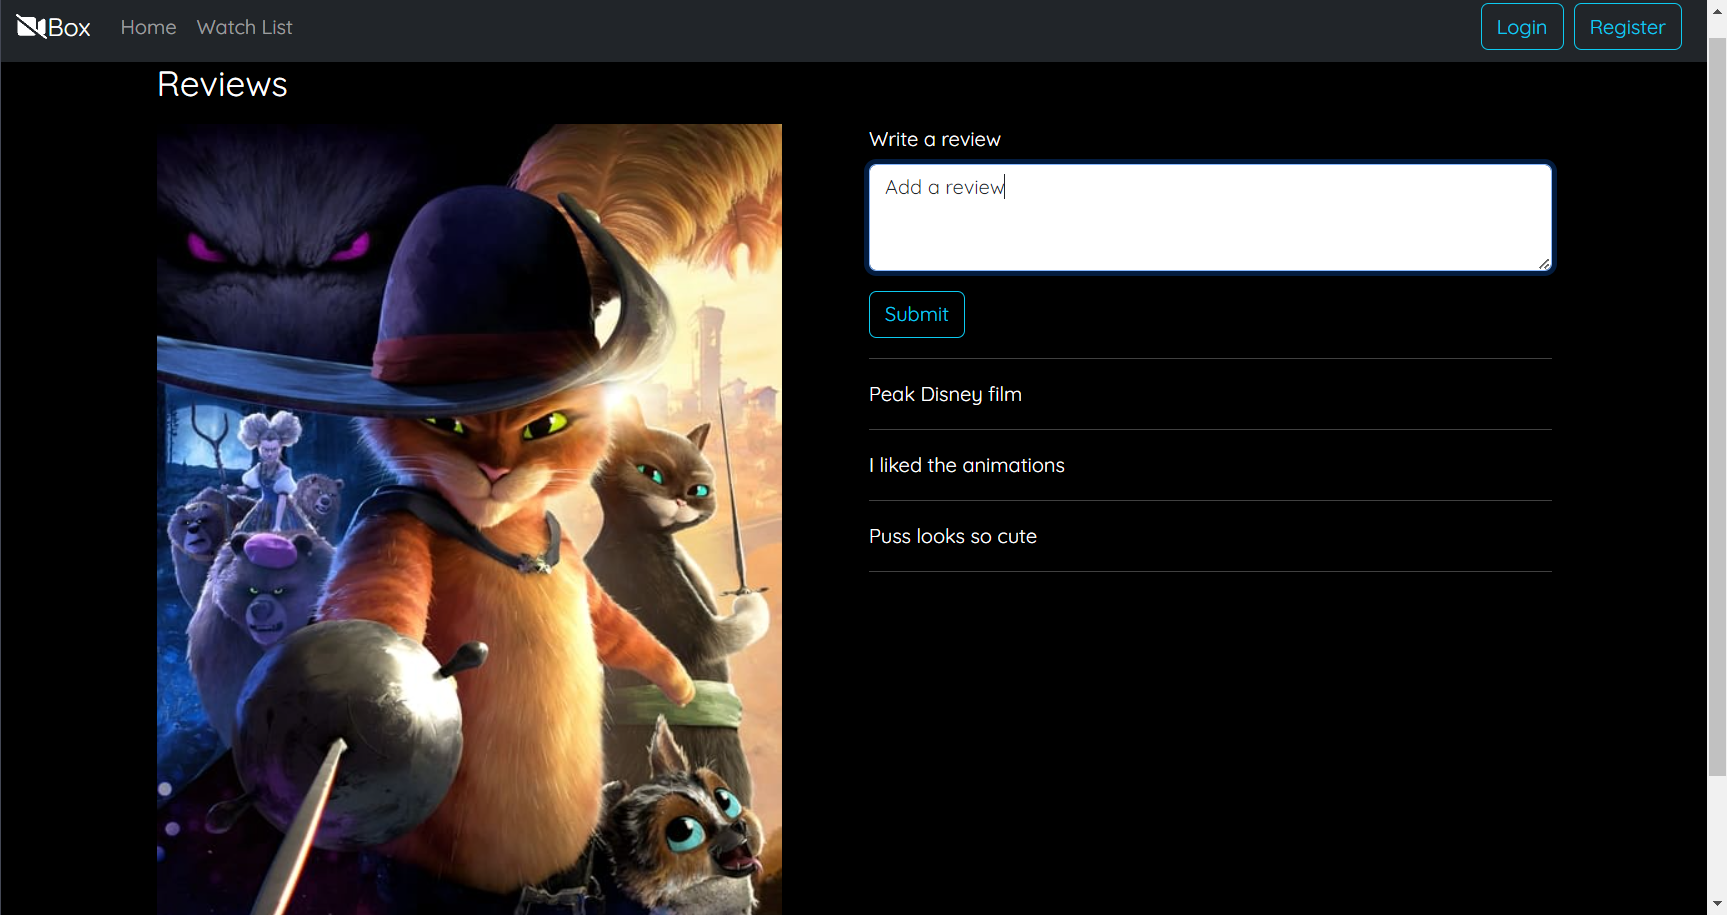 Box Home Watch List Login Register
Reviews
Write a review
Add a review
Submit
Peak Disney film
I liked the animations
Puss looks so cute